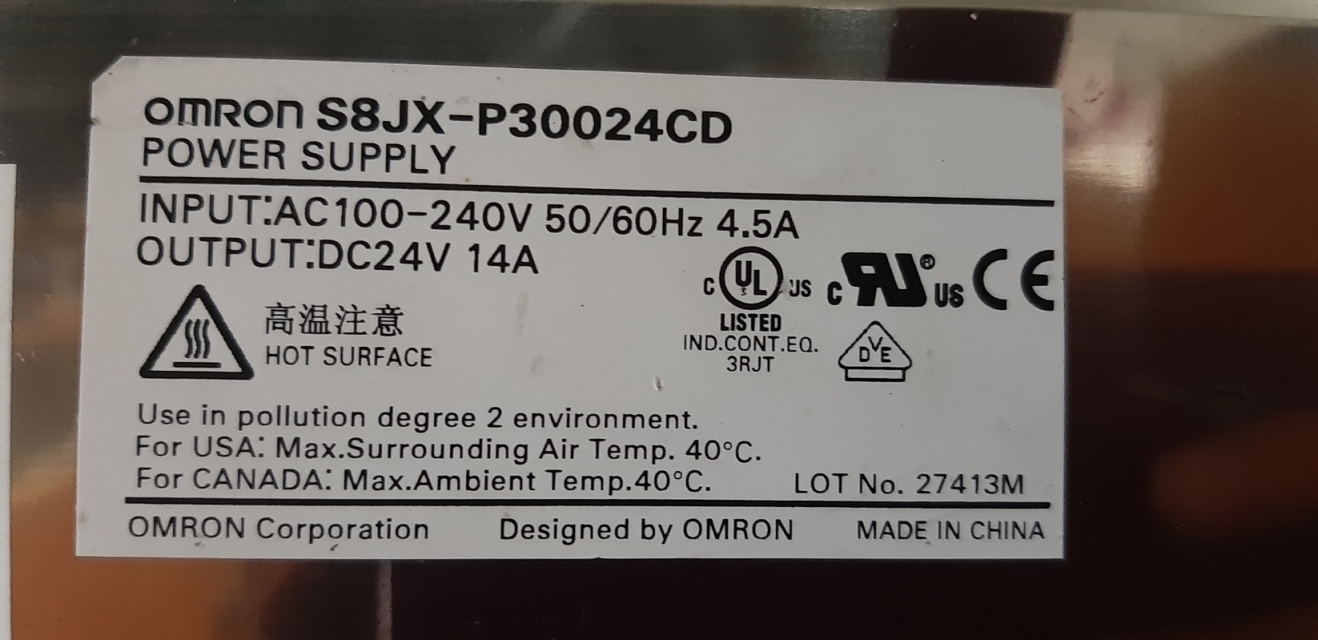 OMRON S8JX-P30024CD
POWER SUPPLY
INPUT:AC100-240V 50/60Hz 4.5A
OUTPUT:DC24V 14A
c UL US LISTED
IND.CONT.EQ.
3RJT
c RU® US CE
DVE
高温注意
HOT SURFACE
Use in pollution degree 2 environment.
For USA: Max.Surrounding Air Temp. 40°C.
For CANADA: Max.Ambient Temp.40°C.
LOT No. 27413M
OMRON Corporation Designed by OMRON MADE IN CHINA